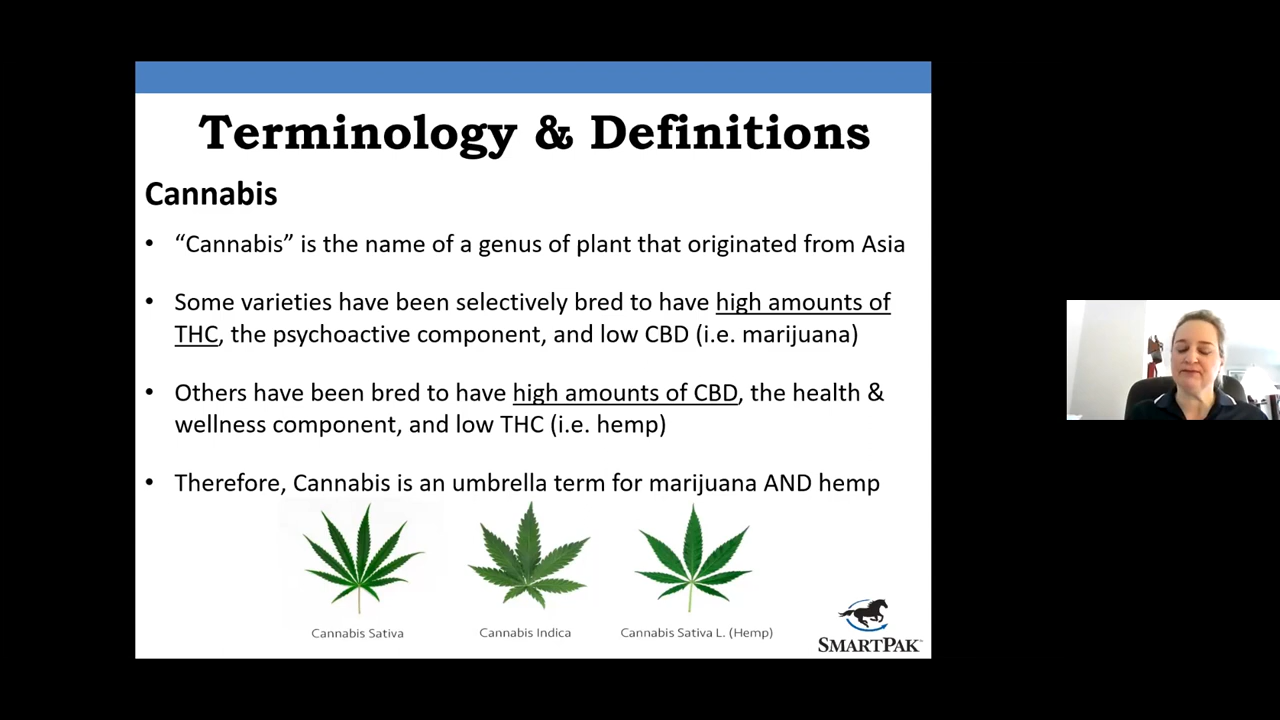 Terminology & Definitions
Cannabis
• “Cannabis” is the name of a genus of plant that originated from Asia
• Some varieties have been selectively bred to have high amounts of
THC, the psychoactive component, and low CBD (i.e. marijuana)
• Others have been bred to have high amounts of CBD, the health &
wellness component, and low THC (i.e. hemp)
• Therefore, Cannabis is an umbrella term for marijuana AND hemp
Cannabis Sativa
Cannabis Indica
Cannabis Sativa L. (Hemp)
SMARTPAK